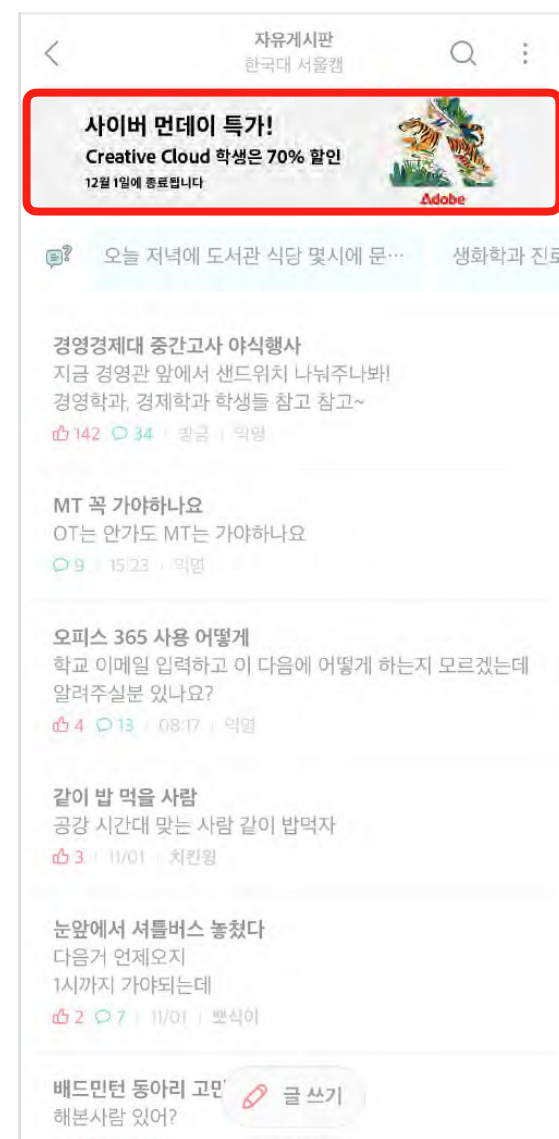 자유게시판
한국대 서울캠
사이버 먼데이 특가!
Creative Cloud 학생은 70% 할인
12월 1일에 종료됩니다
Adobe
오늘 저녁에 도서관 식당 몇시에 문…
생화학과 진로
경영경제대 중간고사 야식행사
지금 경영관 앞에서 샌드위치 나눠주나봐!
경영학과, 경제학과 학생들 참고 참고~
142 34 방금 익명
MT 꼭 가야하나요
OT는 안가도 MT는 가야하나요
9 15:23 익명
오피스 365 사용 어떻게
학교 이메일 입력하고 이 다음에 어떻게 하는지 모르겠는데
알려주실분 있나요?
4 13 08:17 익명
같이 밥 먹을 사람
공강 시간대 맞는 사람 같이 밥먹자
3 11/01 치킨윙
눈앞에서 셔틀버스 놓쳤다
다음거 언제오지
1시까지 가야되는데
2 7 11/01 뽀식이
배드민턴 동아리 고민
해본사람 있어?
글 쓰기